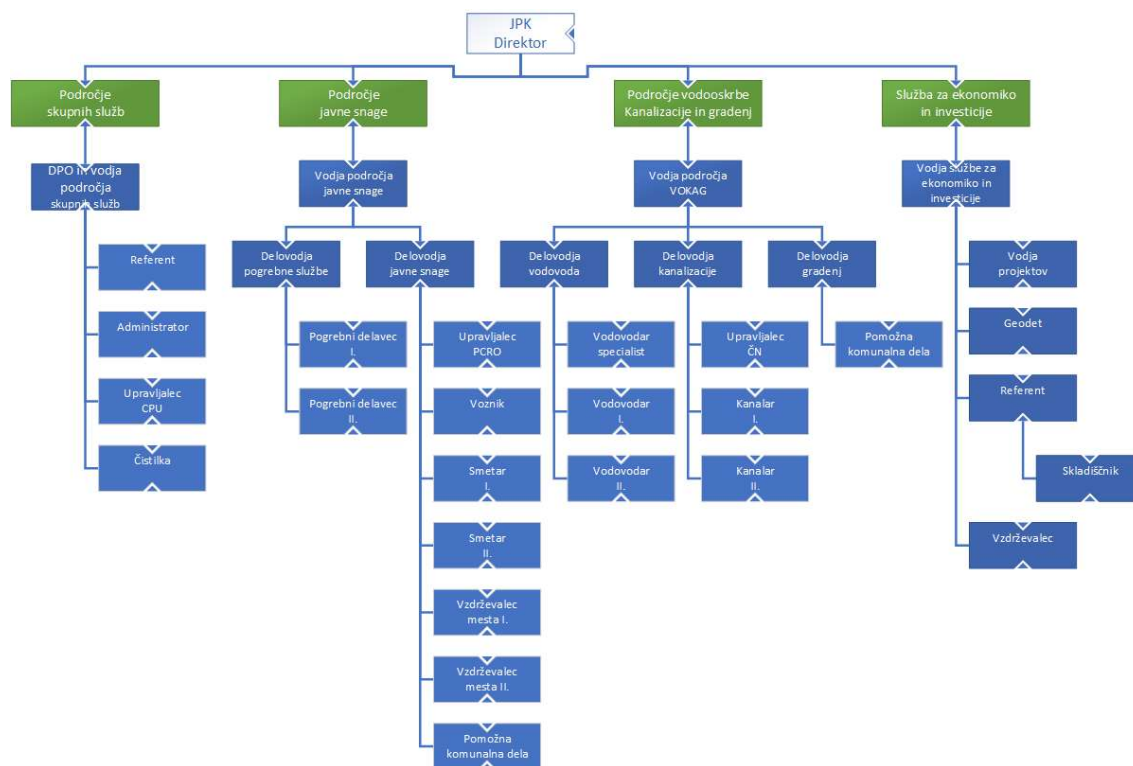 JPK
Direktor
Področje
skupnih služb
Področje
javne snage
Področje vodooskrbe
Kanalizacije in gradenj
Služba za ekonomiko
in investicije
DPO in vodja
področja
skupnih služb
Vodja področja
javne snage
Vodja področja
VOKAG
Vodja službe za
ekonomiko in
investicije
Referent
Administrator
Upravljalec
CPU
Čistilka
Delovodja
pogrebne službe
Delovodja
javne snage
Delovodja
vodovoda
Delovodja
kanalizacije
Delovodja
gradenj
Pogrebni delavec
I.
Pogrebni delavec
II.
Upravljalec
PCRO
Voznik
Smetar
I.
Smetar
II.
Vzdrževalec
mesta I.
Vzdrževalec
mesta II.
Pomožna
komunalna dela
Vodovodar
specialist
Vodovodar
I.
Vodovodar
II.
Upravljalec
ČN
Kanalar
I.
Kanalar
II.
Pomožna
komunalna dela
Vodja
projektov
Geodet
Referent
Skladiščnik
Vzdrževalec